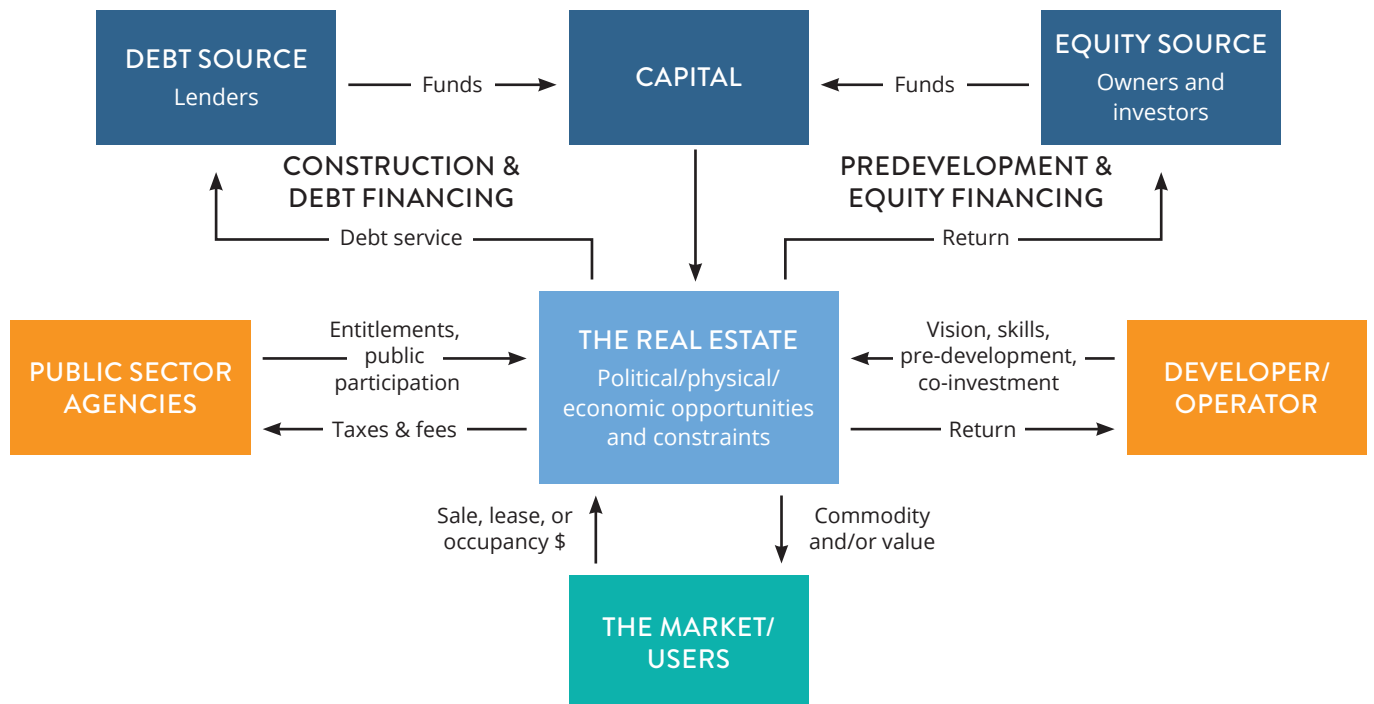 DEBT SOURCE
Lenders
Funds
CAPITAL
Funds
EQUITY SOURCE
Owners and
investors
CONSTRUCTION &
DEBT FINANCING
PREDEVELOPMENT &
EQUITY FINANCING
Debt service
Return
PUBLIC SECTOR
AGENCIES
Entitlements,
public
participation
Taxes & fees
THE REAL ESTATE
Political/physical/
economic opportunities
and constraints
Vision, skills,
pre-development,
co-investment
Return
DEVELOPER/
OPERATOR
Sale, lease, or
occupancy $
Commodity
and/or value
THE MARKET/
USERS